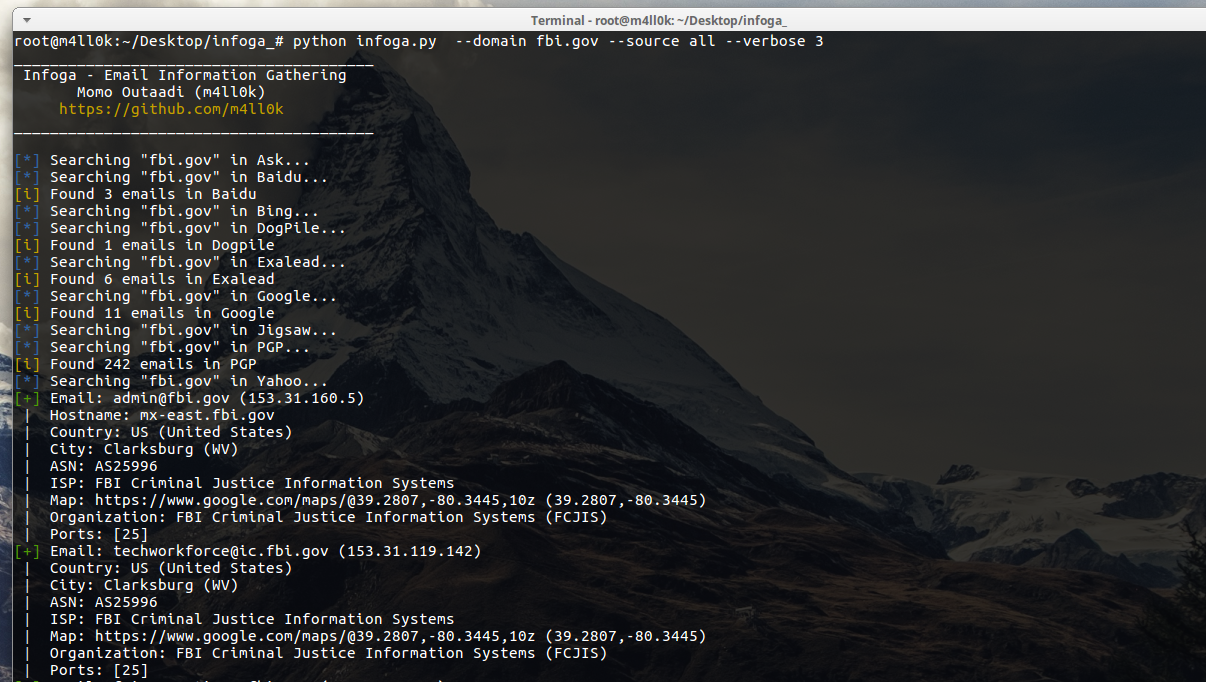 Terminal - root@m4ll0k: ~/Desktop/infoga_
root@m4ll0k:~/Desktop/infoga_# python infoga.py  --domain fbi.gov --source all --verbose 3
________________________________________
Infoga - Email Information Gathering
Momo Outaadi (m4ll0k)
https://github.com/m4ll0k
________________________________________
[*] Searching "fbi.gov" in Ask...
[*] Searching "fbi.gov" in Baidu...
[i] Found 3 emails in Baidu
[*] Searching "fbi.gov" in Bing...
[*] Searching "fbi.gov" in DogPile...
[i] Found 1 emails in Dogpile
[*] Searching "fbi.gov" in Exalead...
[i] Found 6 emails in Exalead
[*] Searching "fbi.gov" in Google...
[i] Found 11 emails in Google
[*] Searching "fbi.gov" in Jigsaw...
[*] Searching "fbi.gov" in PGP...
[i] Found 242 emails in PGP
[*] Searching "fbi.gov" in Yahoo...
[+] Email: admin@fbi.gov (153.31.160.5)
| Hostname: mx-east.fbi.gov
| Country: US (United States)
| City: Clarksburg (WV)
| ASN: AS25996
| ISP: FBI Criminal Justice Information Systems
| Map: https://www.google.com/maps/@39.2807,-80.3445,10z (39.2807,-80.3445)
| Organization: FBI Criminal Justice Information Systems (FCJIS)
| Ports: [25]
[+] Email: techworkforce@ic.fbi.gov (153.31.119.142)
| Country: US (United States)
| City: Clarksburg (WV)
| ASN: AS25996
| ISP: FBI Criminal Justice Information Systems
| Map: https://www.google.com/maps/@39.2807,-80.3445,10z (39.2807,-80.3445)
| Organization: FBI Criminal Justice Information Systems (FCJIS)
| Ports: [25]